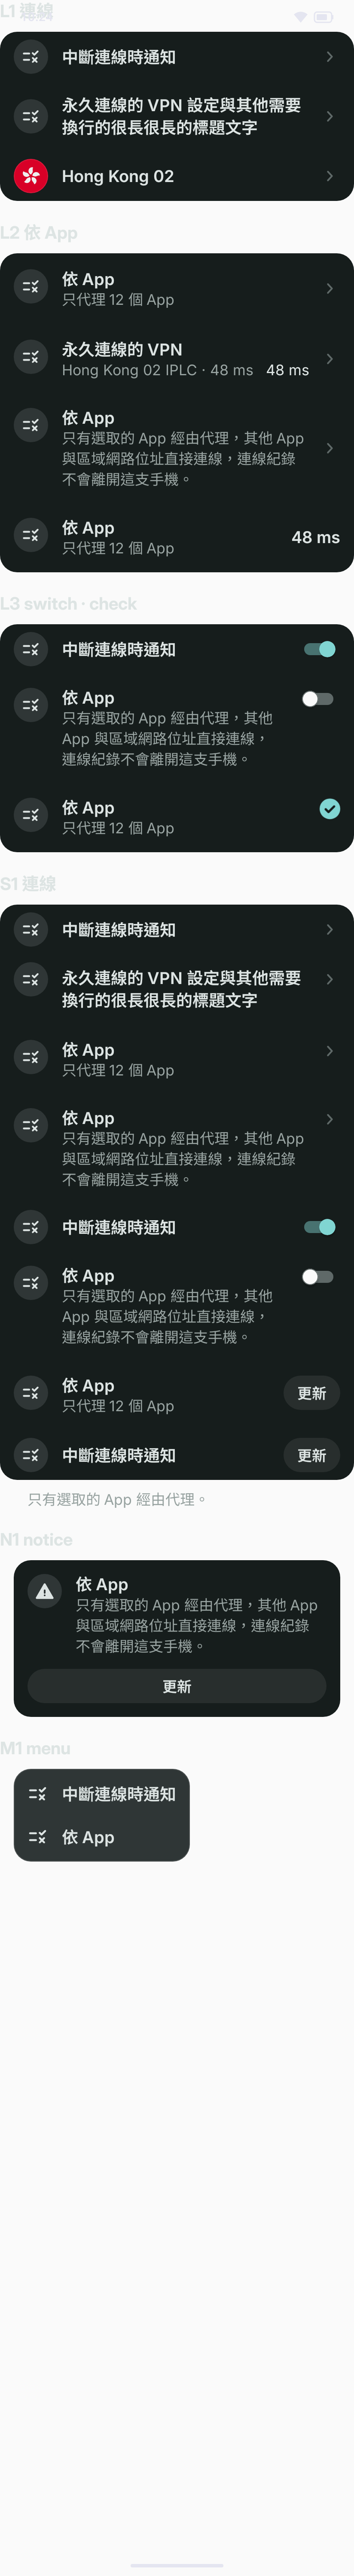 L1 連線
中斷連線時通知
永久連線的 VPN 設定與其他需要
換行的很長很長的標題文字
Hong Kong 02
L2 依 App
依 App
只代理 12 個 App
永久連線的 VPN
Hong Kong 02 IPLC · 48 ms 48 ms
依 App
只有選取的 App 經由代理，其他 App
與區域網路位址直接連線，連線紀錄
不會離開這支手機。
依 App
只代理 12 個 App
48 ms
L3 switch · check
中斷連線時通知
依 App
只有選取的 App 經由代理，其他
App 與區域網路位址直接連線，
連線紀錄不會離開這支手機。
依 App
只代理 12 個 App
S1 連線
中斷連線時通知
永久連線的 VPN 設定與其他需要
換行的很長很長的標題文字
依 App
只代理 12 個 App
依 App
只有選取的 App 經由代理，其他 App
與區域網路位址直接連線，連線紀錄
不會離開這支手機。
中斷連線時通知
依 App
只有選取的 App 經由代理，其他
App 與區域網路位址直接連線，
連線紀錄不會離開這支手機。
依 App
只代理 12 個 App
更新
中斷連線時通知
更新
只有選取的 App 經由代理。
N1 notice
依 App
只有選取的 App 經由代理，其他 App
與區域網路位址直接連線，連線紀錄
不會離開這支手機。
更新
M1 menu
中斷連線時通知
依 App